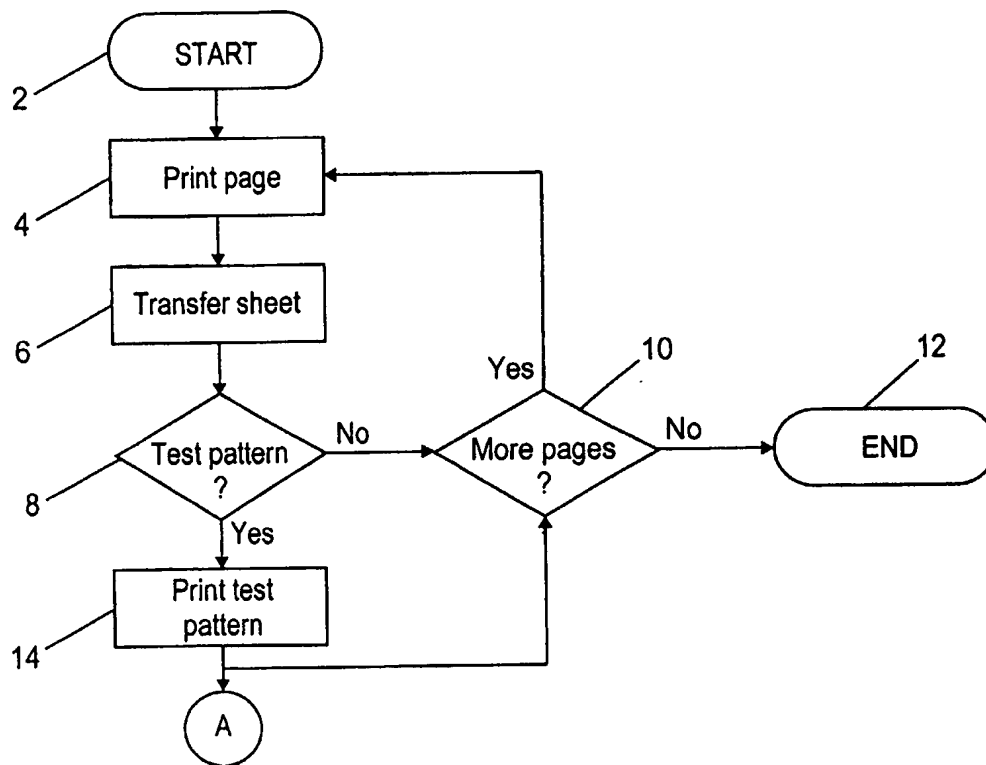 START
2
Print page
4
Transfer sheet
6
Yes
10
12
Test pattern
?
No
More pages
?
No
END
8
Yes
Print test
pattern
14
A